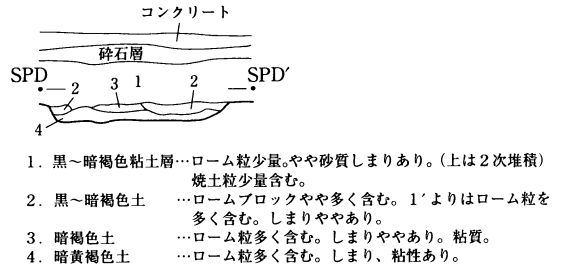 コンクリート
砕石層
SPD
SPD′
2
3
1
2
4
1．黒～暗褐色粘土層…ローム粒少量。やや砂質しまりあり。（上は２次堆積）
焼土粒少量含む。
2．黒～暗褐色土　…ロームブロックやや多く含む。１′よりはローム粒を
多く含む。しまりややあり。
3．暗褐色土　…ローム粒多く含む。しまりややあり。粘質。
4．暗黄褐色土　…ローム粒多く含む。しまり、粘性あり。